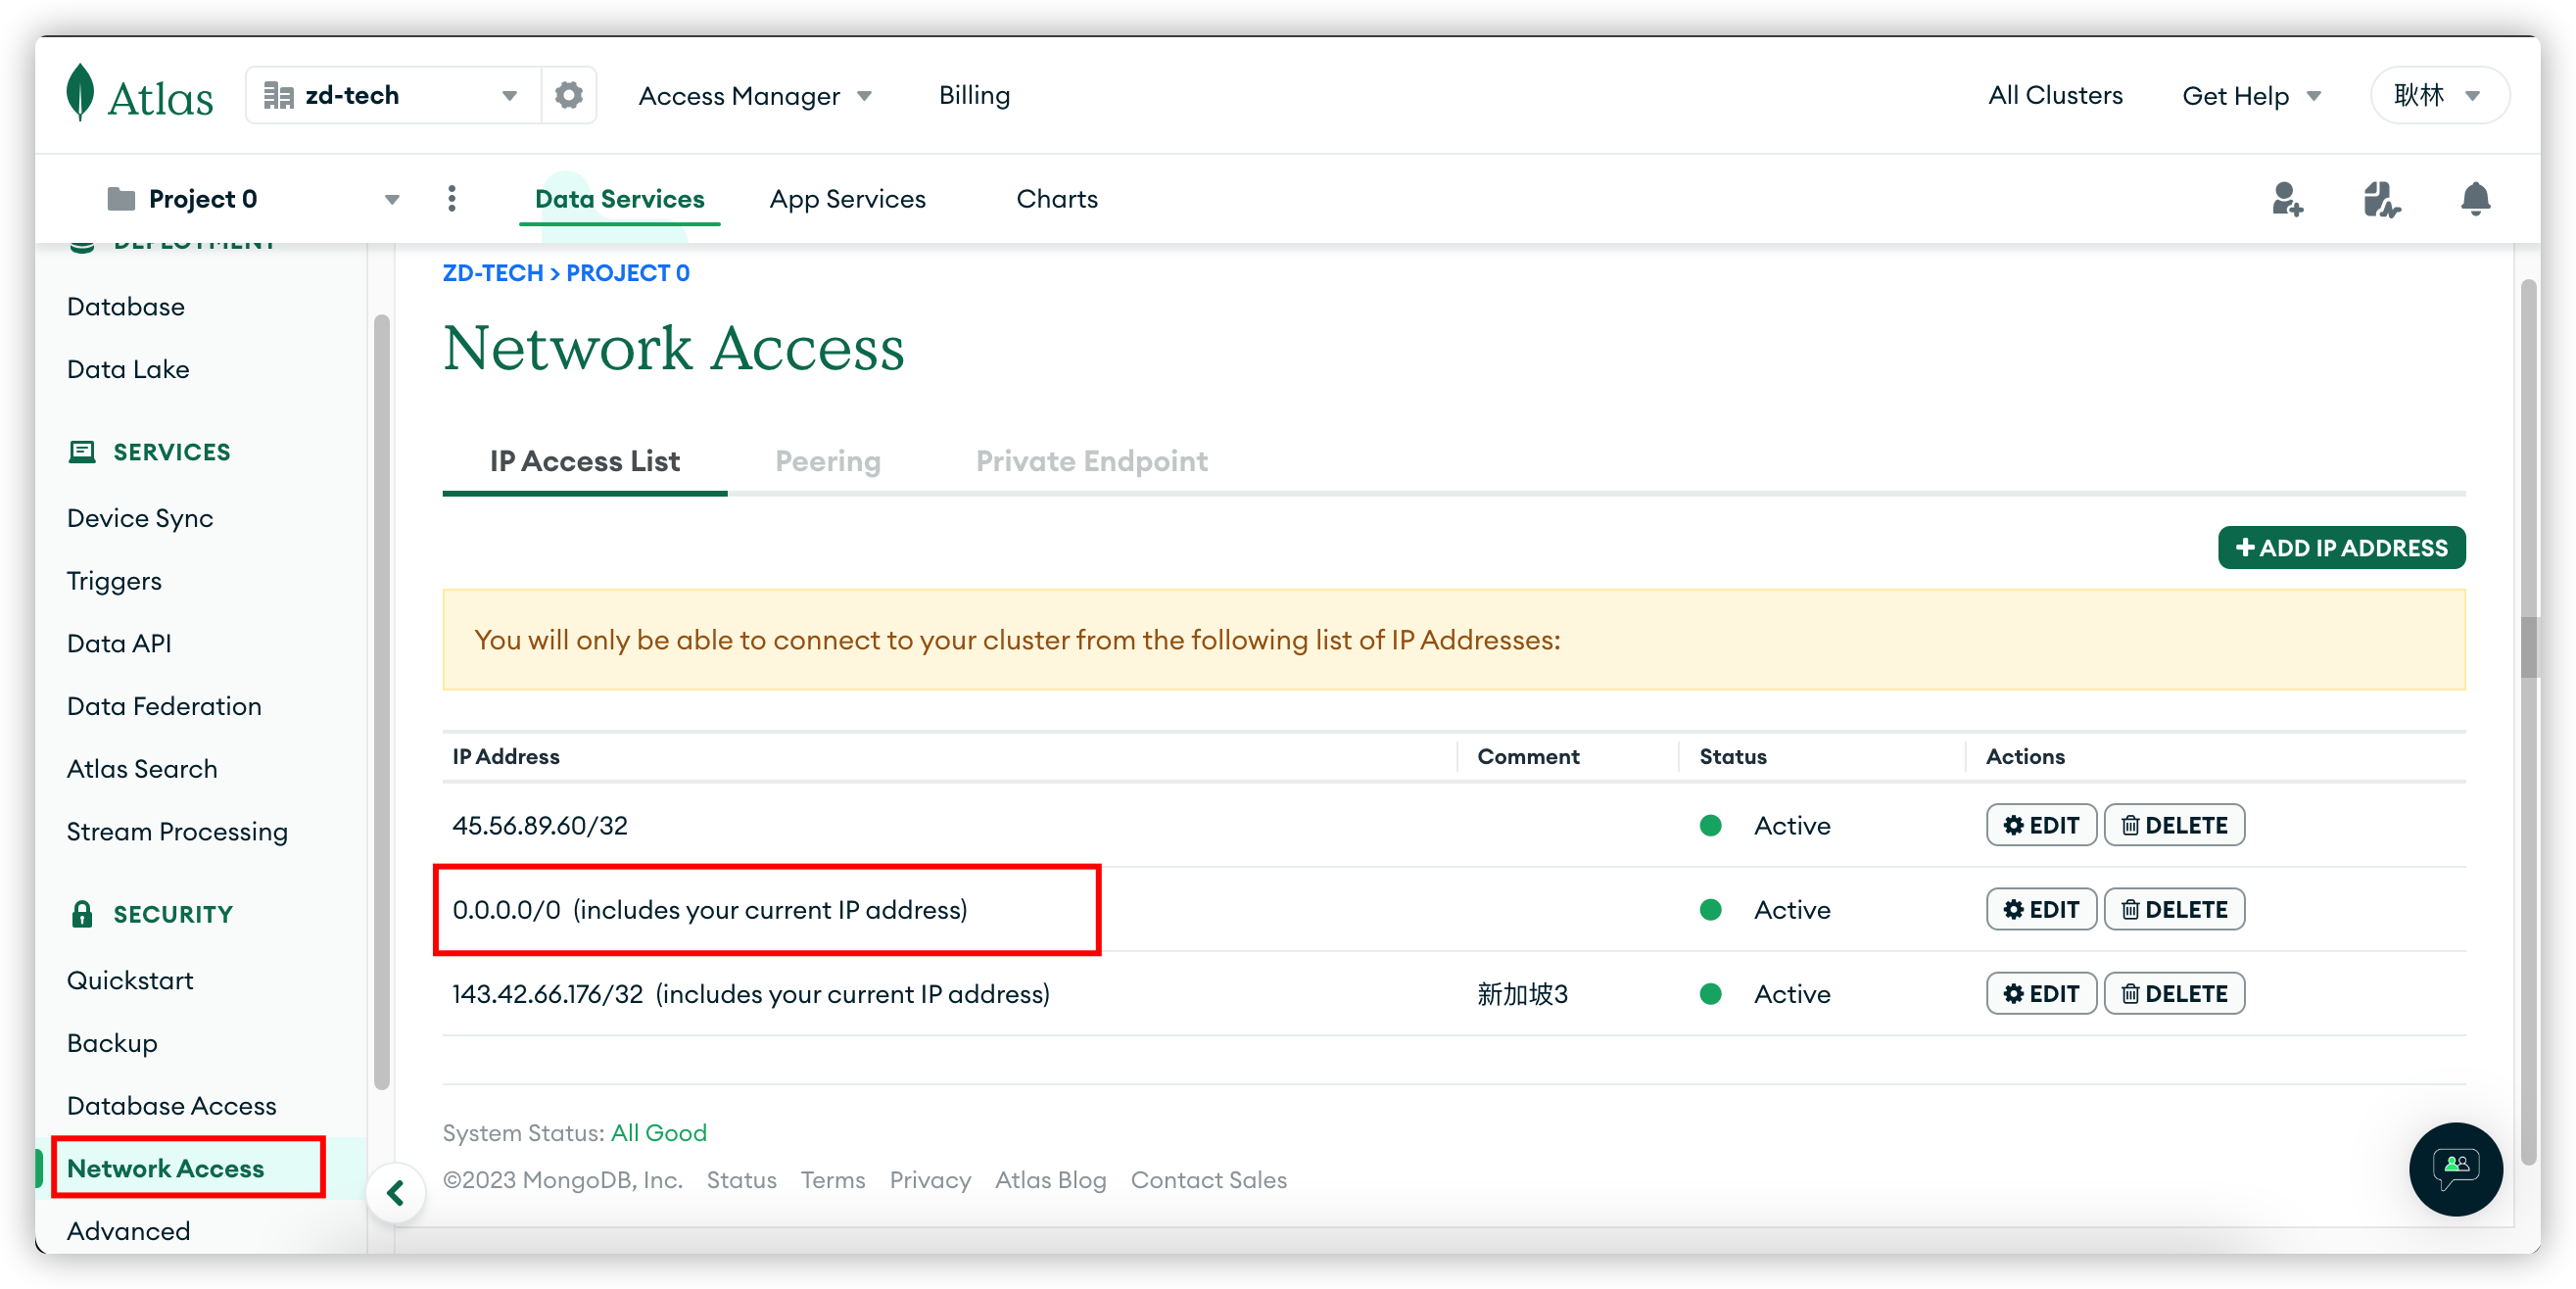 Atlas
zd-tech
Access Manager
Billing
All Clusters
Get Help
耿林
Project 0
Data Services
App Services
Charts
DEPLOYMENT
Database
Data Lake
SERVICES
Device Sync
Triggers
Data API
Data Federation
Atlas Search
Stream Processing
SECURITY
Quickstart
Backup
Database Access
Network Access
Advanced
ZD-TECH > PROJECT 0
Network Access
IP Access List
Peering
Private Endpoint
+ ADD IP ADDRESS
You will only be able to connect to your cluster from the following list of IP Addresses:
IP Address Comment Status Actions
45.56.89.60/32 Active EDIT DELETE
0.0.0.0/0 (includes your current IP address) Active EDIT DELETE
143.42.66.176/32 (includes your current IP address) 新加坡3 Active EDIT DELETE
System Status: All Good
©2023 MongoDB, Inc. Status Terms Privacy Atlas Blog Contact Sales